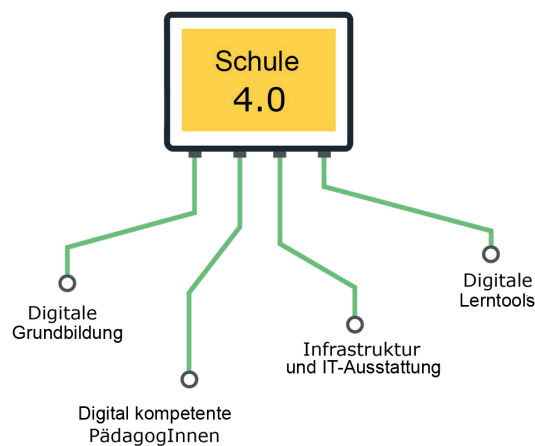 Schule
4.0
Digitale
Grundbildung
Digital kompetente
PädagogInnen
Infrastruktur
und IT-Ausstattung
Digitale
Lerntools